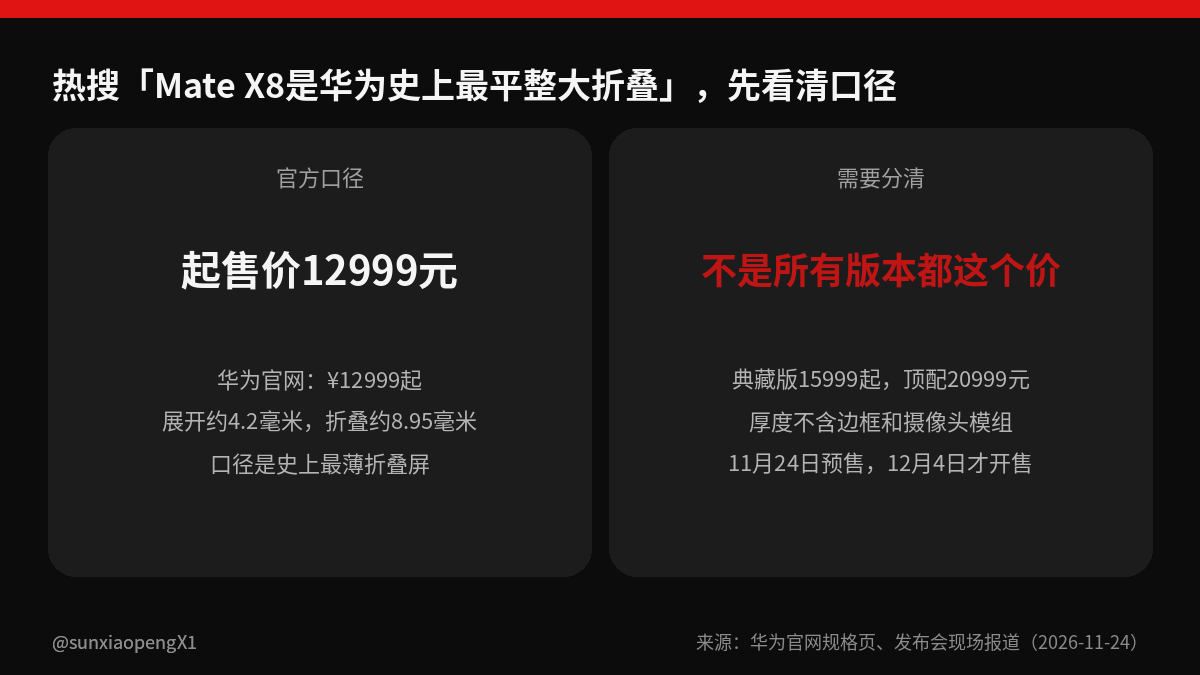 热搜「Mate X8是华为史上最平整大折叠」，先看清口径
官方口径
起售价12999元
华为官网：¥12999起
展开约4.2毫米，折叠约8.95毫米
口径是史上最薄折叠屏
需要分清
不是所有版本都这个价
典藏版15999起，顶配20999元
厚度不含边框和摄像头模组
11月24日预售，12月4日才开售
@sunxiaopengX1
来源：华为官网规格页、发布会现场报道（2026-11-24）